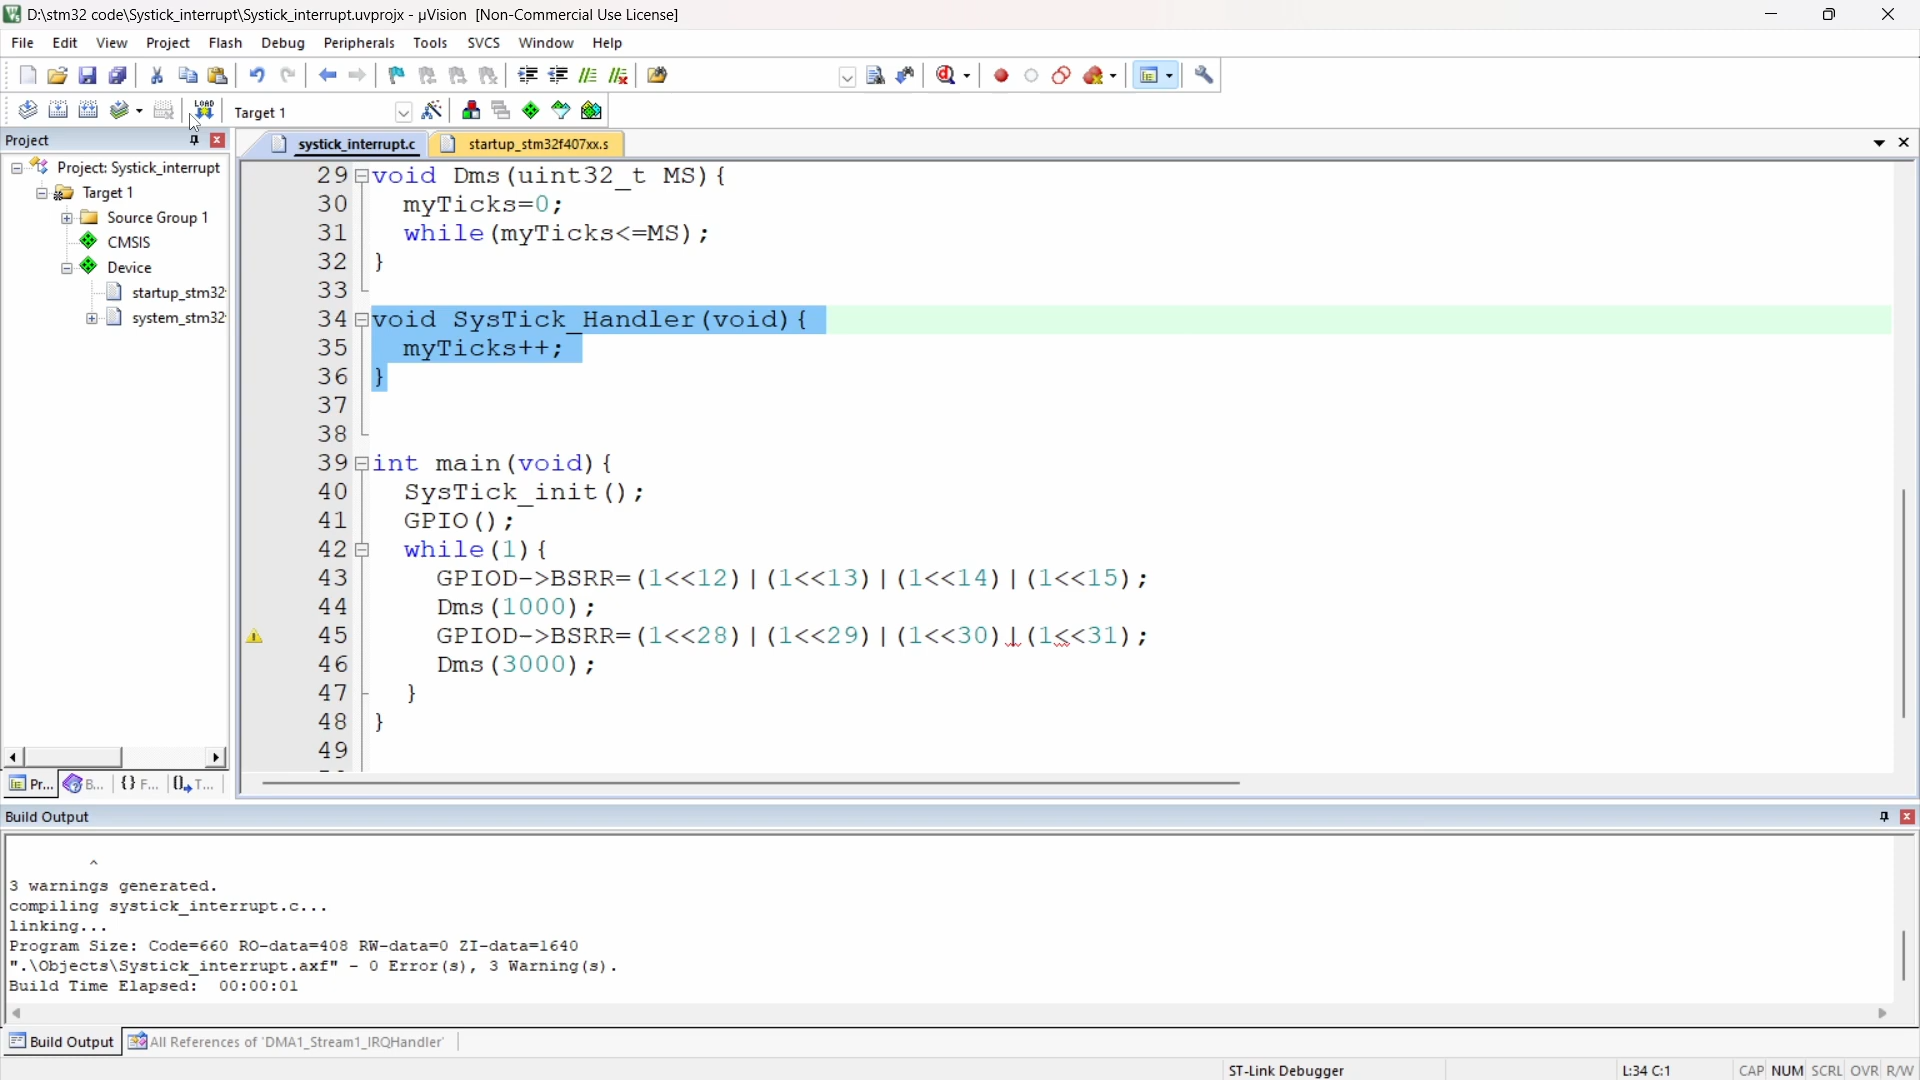 D:\stm32 code\Systick_interrupt\Systick_interrupt.uvprojx - µVision [Non-Commercial Use License]
File Edit View Project Flash Debug Peripherals Tools SVCS Window Help
LOAD Target 1
Project
systick_interrupt.c startup_stm32f407xx.s
Project: Systick_interrupt
Target 1
Source Group 1
CMSIS
Device
startup_stm32
system_stm32
29 void Dms(uint32_t MS){
30 myTicks=0;
31 while(myTicks<=MS);
32 }
33
34 void SysTick_Handler(void){
35 myTicks++;
36 }
37
38
39 int main(void){
40 SysTick_init();
41 GPIO();
42 while(1){
43 GPIOD->BSRR=(1<<12)|(1<<13)|(1<<14)|(1<<15);
44 Dms(1000);
45 GPIOD->BSRR=(1<<28)|(1<<29)|(1<<30)|(1<<31);
46 Dms(3000);
47 }
48 }
49
Pr... B... {} F... 0 T...
Build Output
^
3 warnings generated.
compiling systick_interrupt.c...
linking...
Program Size: Code=660 RO-data=408 RW-data=0 ZI-data=1640
".\Objects\Systick_interrupt.axf" - 0 Error(s), 3 Warning(s).
Build Time Elapsed: 00:00:01
Build Output All References of 'DMA1_Stream1_IRQHandler'
ST-Link Debugger L:34 C:1 CAP NUM SCRL OVR R/W